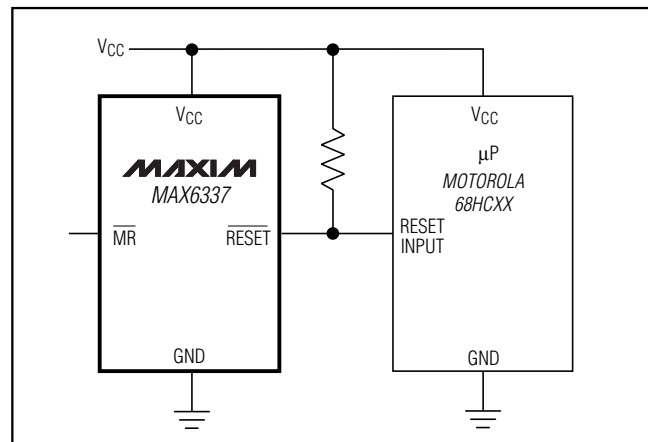 VCC
VCC
MAXIM
MAX6337
MR
RESET
GND
VCC
μP
MOTOROLA
68HCXX
RESET
INPUT
GND